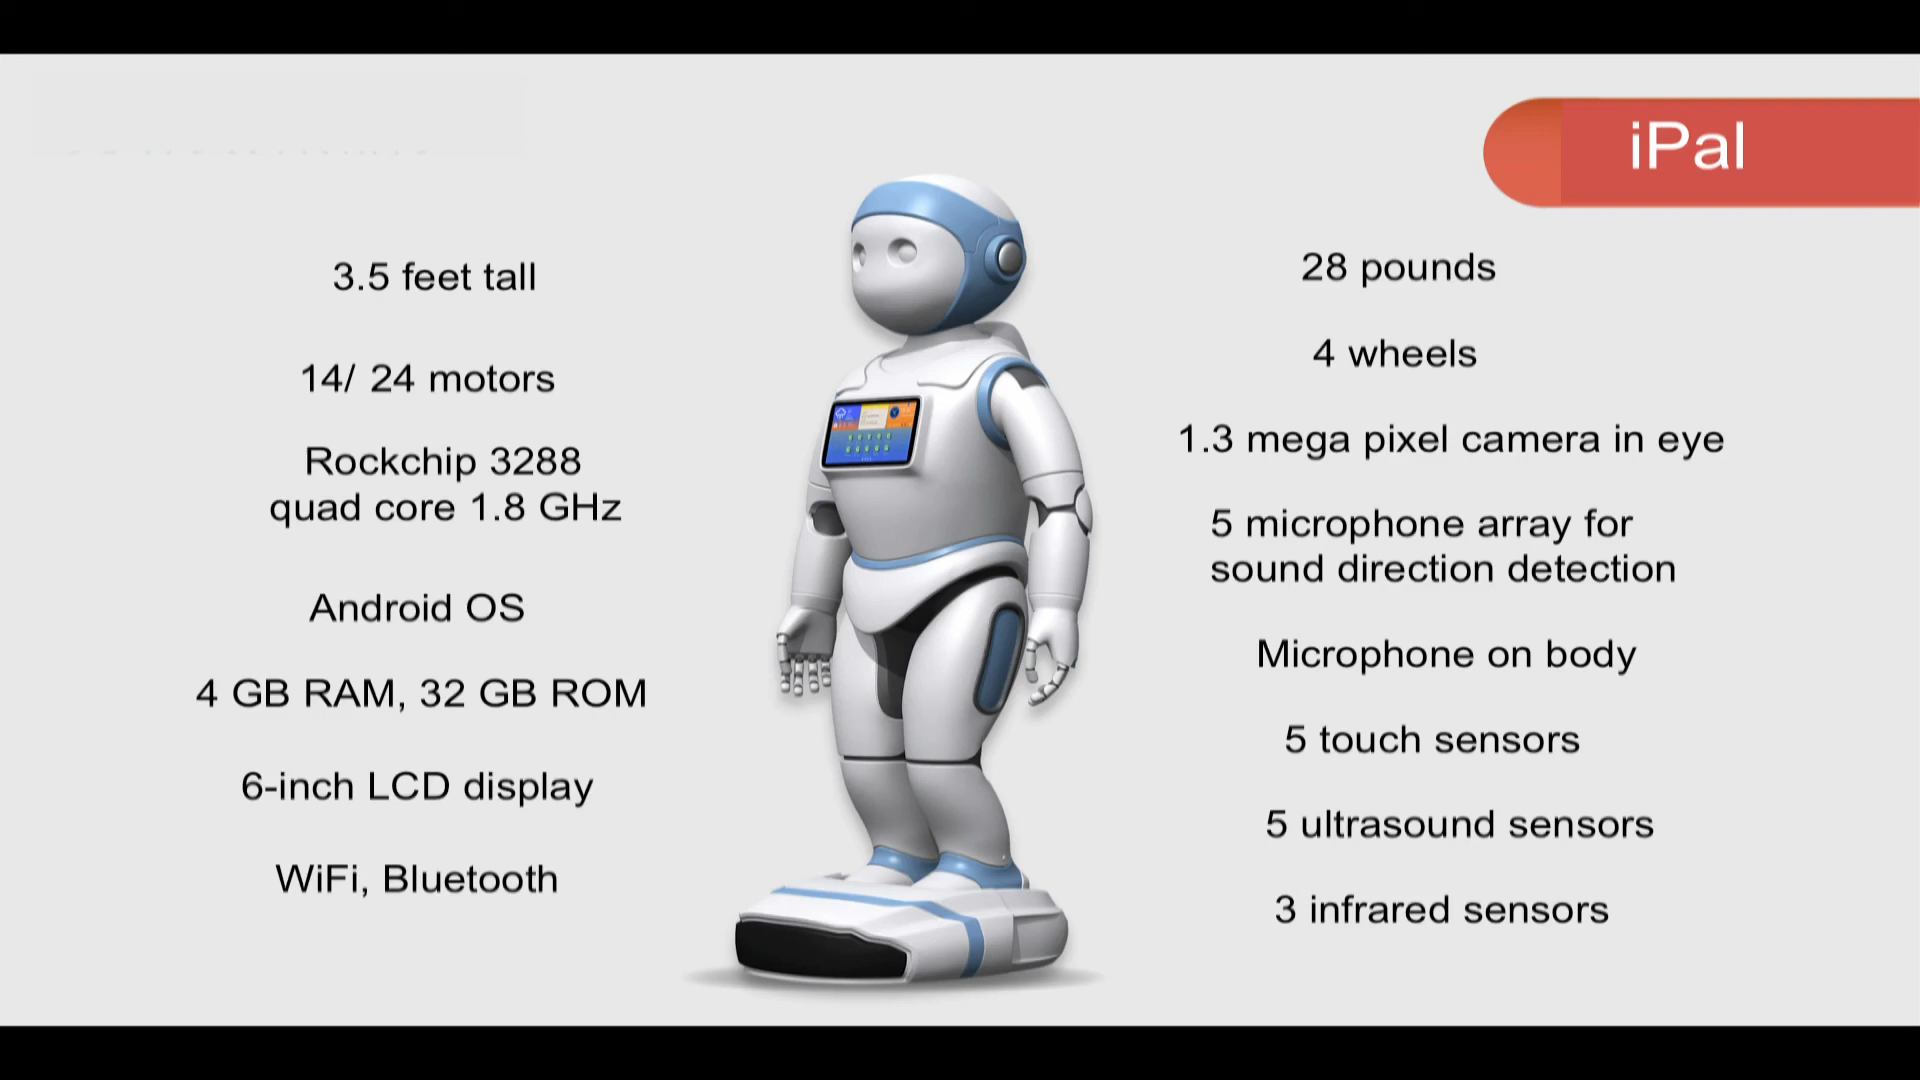 iPal
3.5 feet tall
14/ 24 motors
Rockchip 3288
quad core 1.8 GHz
Android OS
4 GB RAM, 32 GB ROM
6-inch LCD display
WiFi, Bluetooth
28 pounds
4 wheels
1.3 mega pixel camera in eye
5 microphone array for
sound direction detection
Microphone on body
5 touch sensors
5 ultrasound sensors
3 infrared sensors